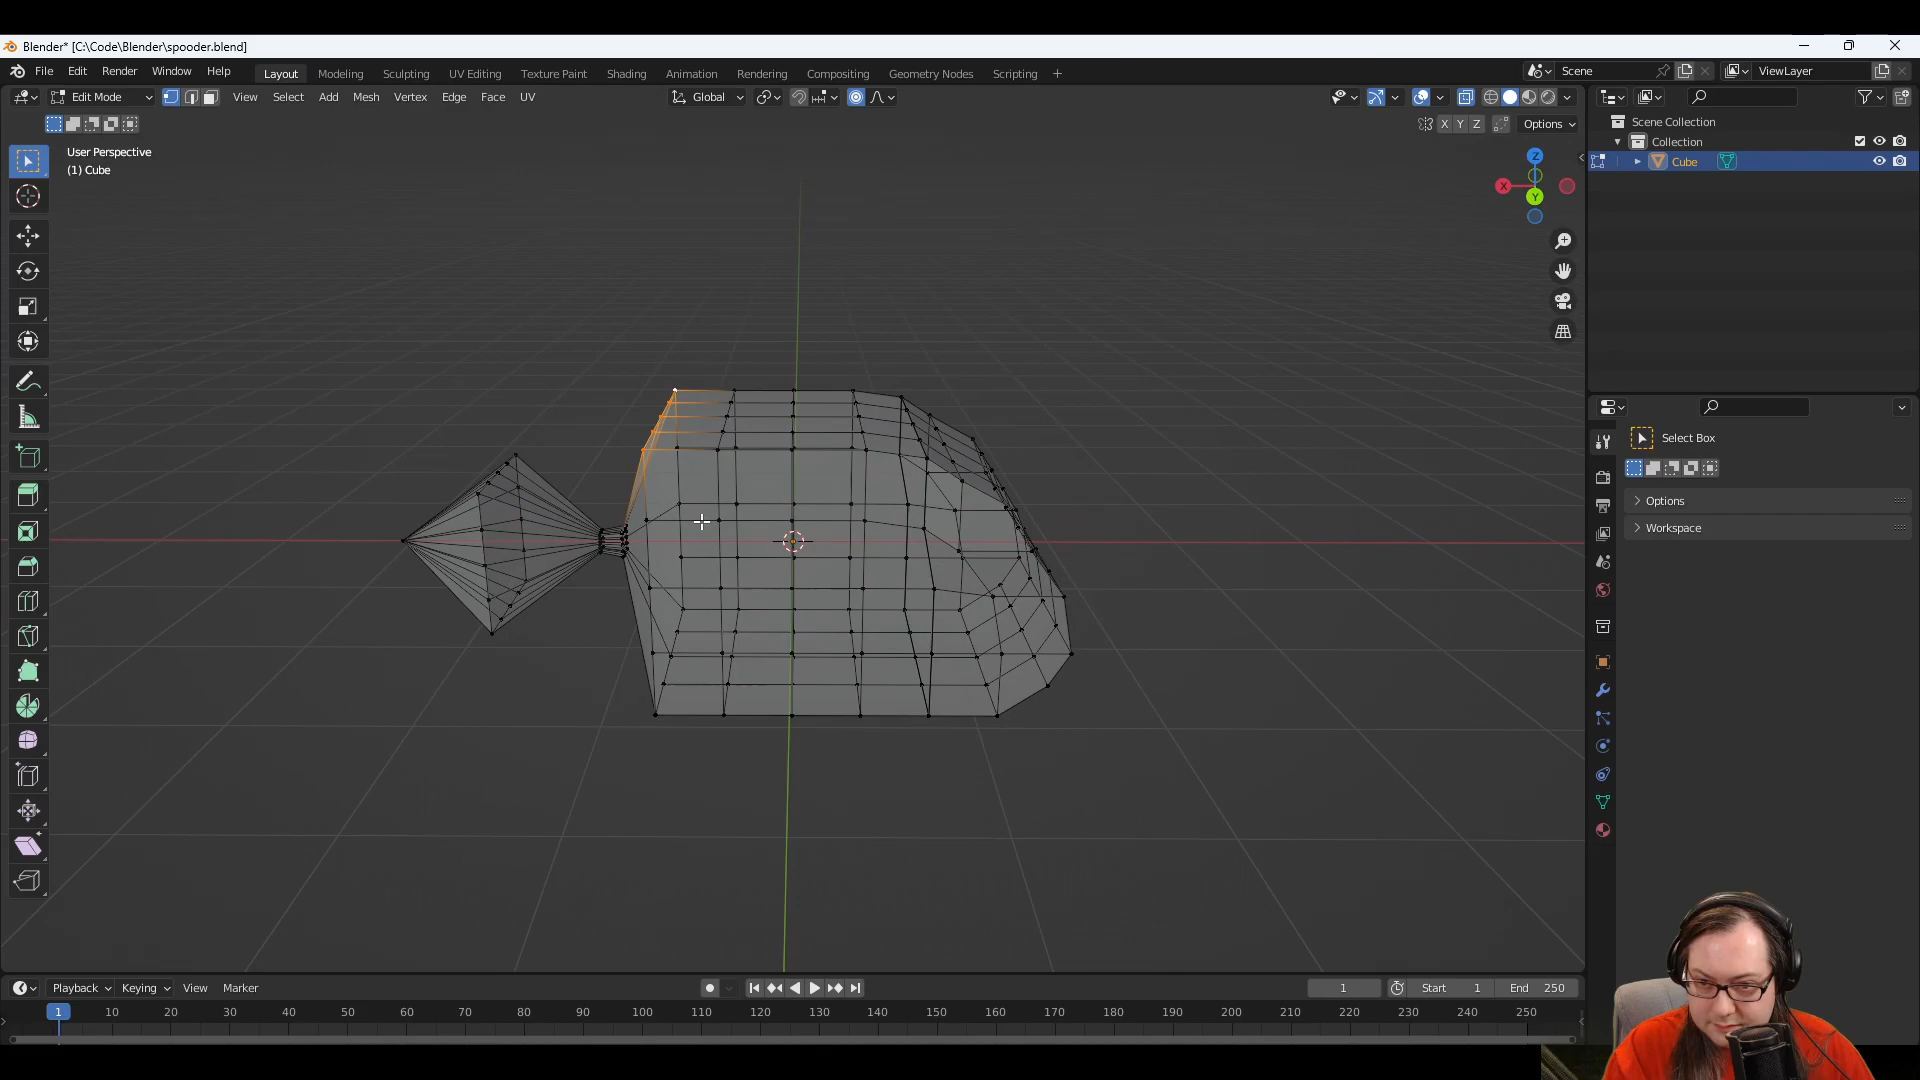 Blender* [C:\Code\Blender\spooder.blend]
File Edit Render Window Help Layout Modeling Sculpting UV Editing Texture Paint Shading Animation Rendering Compositing Geometry Nodes Scripting + Scene ViewLayer
Edit Mode View Select Add Mesh Vertex Edge Face UV Global
X Y Z Options
User Perspective
(1) Cube
Z
X
Y
Scene Collection
Collection
Cube
Select Box
Options
Workspace
Playback Keying View Marker 1 Start 1 End 250
1 10 20 30 40 50 60 70 80 90 100 110 120 130 140 150 160 170 180 190 200 210 220 230 240 250